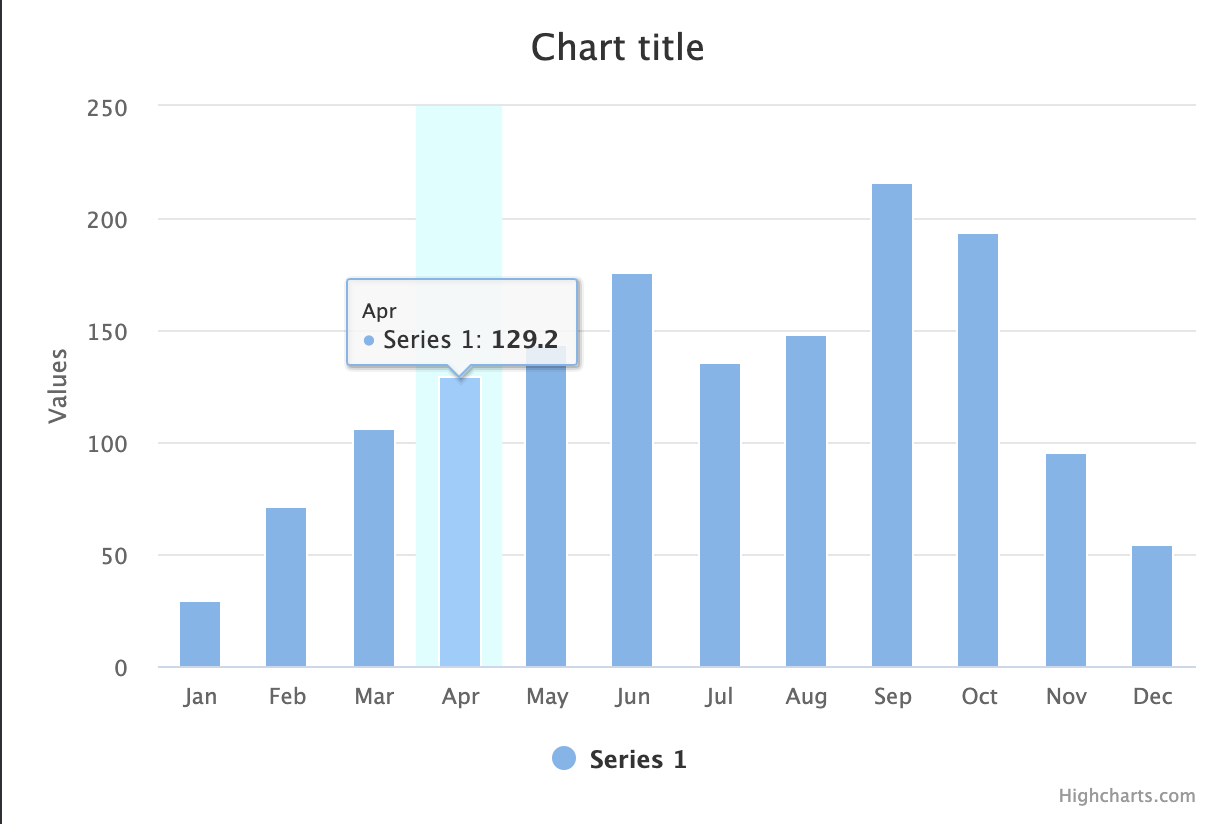 Chart title
250
200
150
100
50
0
Values
Apr
Series 1: 129.2
Jan Feb Mar Apr May Jun Jul Aug Sep Oct Nov Dec
Series 1
Highcharts.com